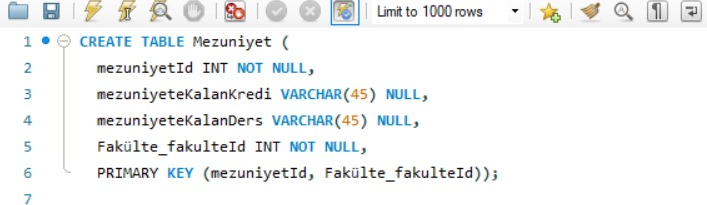 Limit to 1000 rows
1 CREATE TABLE Mezuniyet (
2 mezuniyetId INT NOT NULL,
3 mezuniyeteKalanKredi VARCHAR(45) NULL,
4 mezuniyeteKalanDers VARCHAR(45) NULL,
5 Fakülte_fakulteId INT NOT NULL,
6 PRIMARY KEY (mezuniyetId, Fakülte_fakulteId));
7